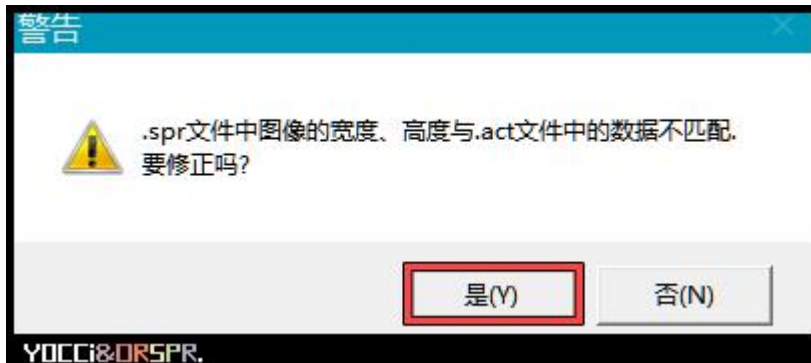 警告
.spr文件中图像的宽度、高度与.act文件中的数据不匹配.
要修正吗?
是(Y)
否(N)
YOCCi&DRSPR.